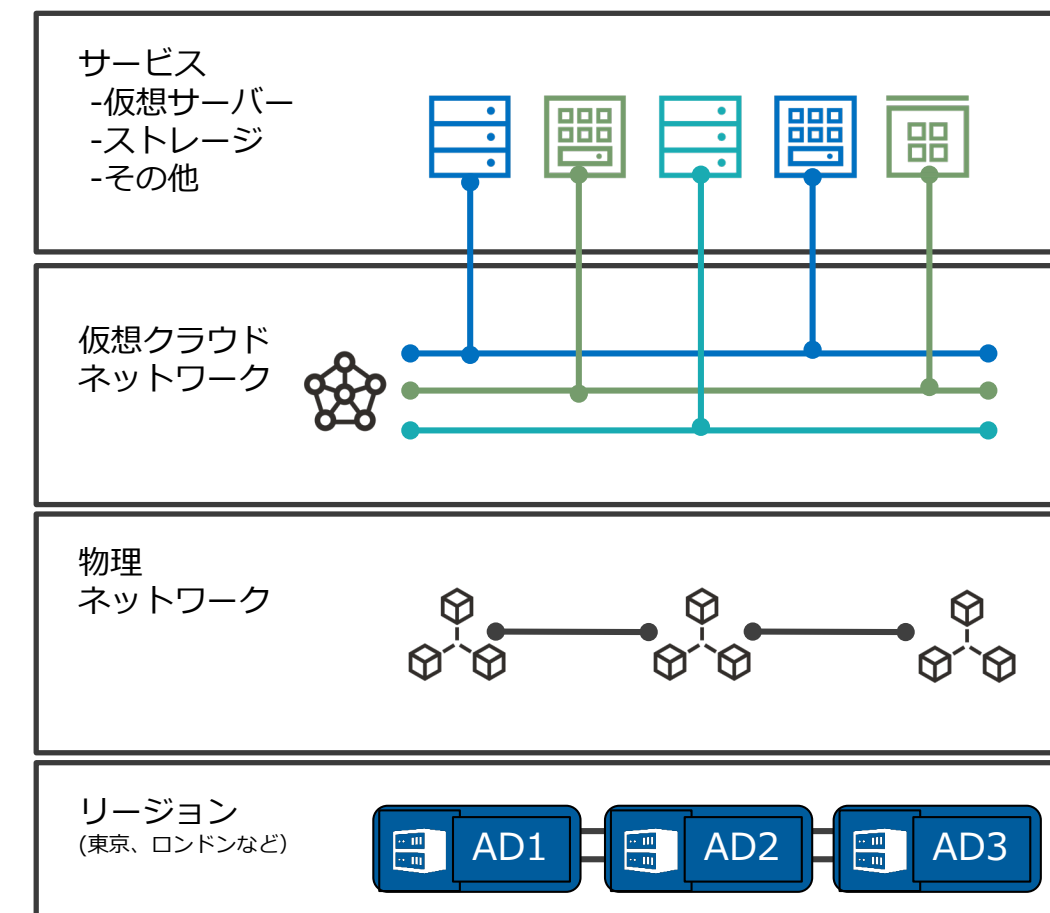 サービス
-仮想サーバー
-ストレージ
-その他
仮想クラウド
ネットワーク
物理
ネットワーク
リージョン
(東京、ロンドンなど)
AD1
AD2
AD3